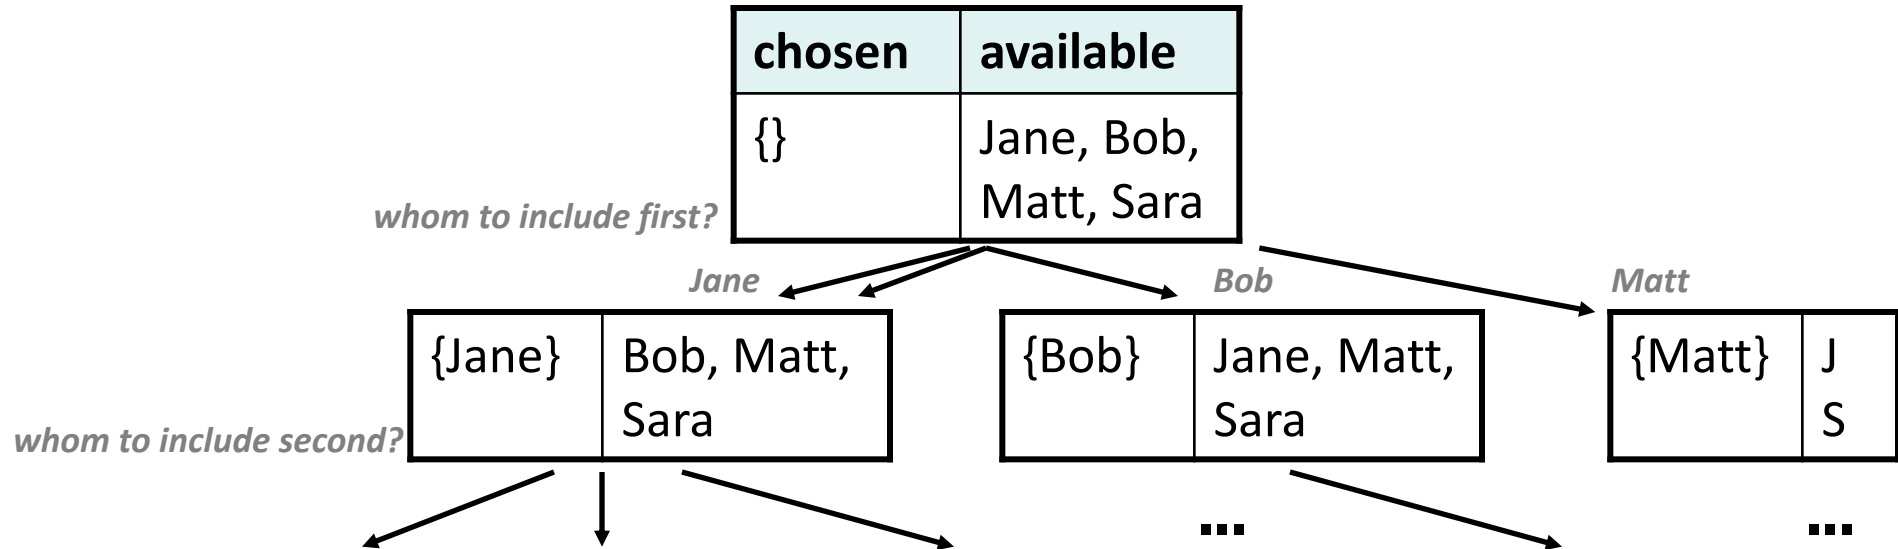 chosen available
{} Jane, Bob,
Matt, Sara
whom to include first?
Jane Bob Matt
{Jane} Bob, Matt,
Sara
{Bob} Jane, Matt,
Sara
{Matt} J
S
whom to include second?
... ...